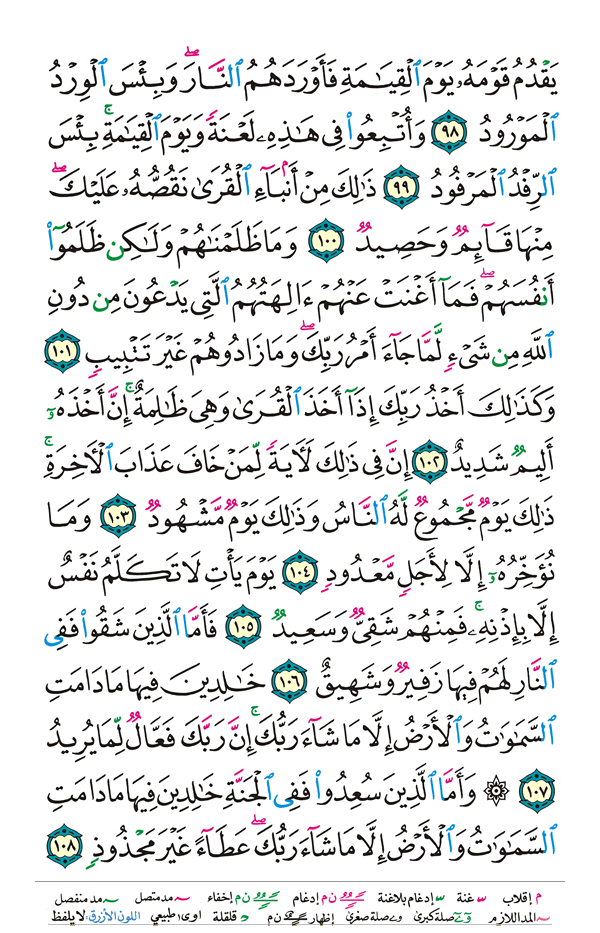 يَقْدُمُ قَوْمَهُۥ يَوْمَ ٱلْقِيَـٰمَةِ فَأَوْرَدَهُمُ ٱلنَّارَ ۖ وَبِئْسَ ٱلْوِرْدُ
ٱلْمَوْرُودُ ٩٨ وَأُتْبِعُوا۟ فِى هَـٰذِهِۦ لَعْنَةً وَيَوْمَ ٱلْقِيَـٰمَةِ ۚ بِئْسَ
ٱلرِّفْدُ ٱلْمَرْفُودُ ٩٩ ذَٰلِكَ مِنْ أَنۢبَآءِ ٱلْقُرَىٰ نَقُصُّهُۥ عَلَيْكَ ۖ
مِنْهَا قَآئِمٌ وَحَصِيدٌ ١٠٠ وَمَا ظَلَمْنَـٰهُمْ وَلَـٰكِن ظَلَمُوٓا۟
أَنفُسَهُمْ ۖ فَمَآ أَغْنَتْ عَنْهُمْ ءَالِهَتُهُمُ ٱلَّتِى يَدْعُونَ مِن دُونِ
ٱللَّهِ مِن شَىْءٍ لَّمَّا جَآءَ أَمْرُ رَبِّكَ ۖ وَمَا زَادُوهُمْ غَيْرَ تَتْبِيبٍ ١٠١
وَكَذَٰلِكَ أَخْذُ رَبِّكَ إِذَآ أَخَذَ ٱلْقُرَىٰ وَهِىَ ظَـٰلِمَةٌ ۚ إِنَّ أَخْذَهُۥٓ
أَلِيمٌ شَدِيدٌ ١٠٢ إِنَّ فِى ذَٰلِكَ لَـَٔايَةً لِّمَنْ خَافَ عَذَابَ ٱلْـَٔاخِرَةِ ۚ
ذَٰلِكَ يَوْمٌ مَّجْمُوعٌ لَّهُ ٱلنَّاسُ وَذَٰلِكَ يَوْمٌ مَّشْهُودٌ ١٠٣ وَمَا
نُؤَخِّرُهُۥٓ إِلَّا لِأَجَلٍ مَّعْدُودٍ ١٠٤ يَوْمَ يَأْتِ لَا تَكَلَّمُ نَفْسٌ
إِلَّا بِإِذْنِهِۦ ۚ فَمِنْهُمْ شَقِىٌّ وَسَعِيدٌ ١٠٥ فَأَمَّا ٱلَّذِينَ شَقُوا۟ فَفِى
ٱلنَّارِ لَهُمْ فِيهَا زَفِيرٌ وَشَهِيقٌ ١٠٦ خَـٰلِدِينَ فِيهَا مَا دَامَتِ
ٱلسَّمَـٰوَٰتُ وَٱلْأَرْضُ إِلَّا مَا شَآءَ رَبُّكَ ۚ إِنَّ رَبَّكَ فَعَّالٌ لِّمَا يُرِيدُ
١٠٧ ۞ وَأَمَّا ٱلَّذِينَ سُعِدُوا۟ فَفِى ٱلْجَنَّةِ خَـٰلِدِينَ فِيهَا مَا دَامَتِ
ٱلسَّمَـٰوَٰتُ وَٱلْأَرْضُ إِلَّا مَا شَآءَ رَبُّكَ ۖ عَطَآءً غَيْرَ مَجْذُوذٍ ١٠٨
م إقلاب غنة إدغام بلاغنة ن م إدغام إخفاء مد متصل مد منفصل
المد اللازم صلة كبرى صلة صغرى إظهار ن م قلقلة اوى طبيعي اللون الأزرق: لا يلفظ